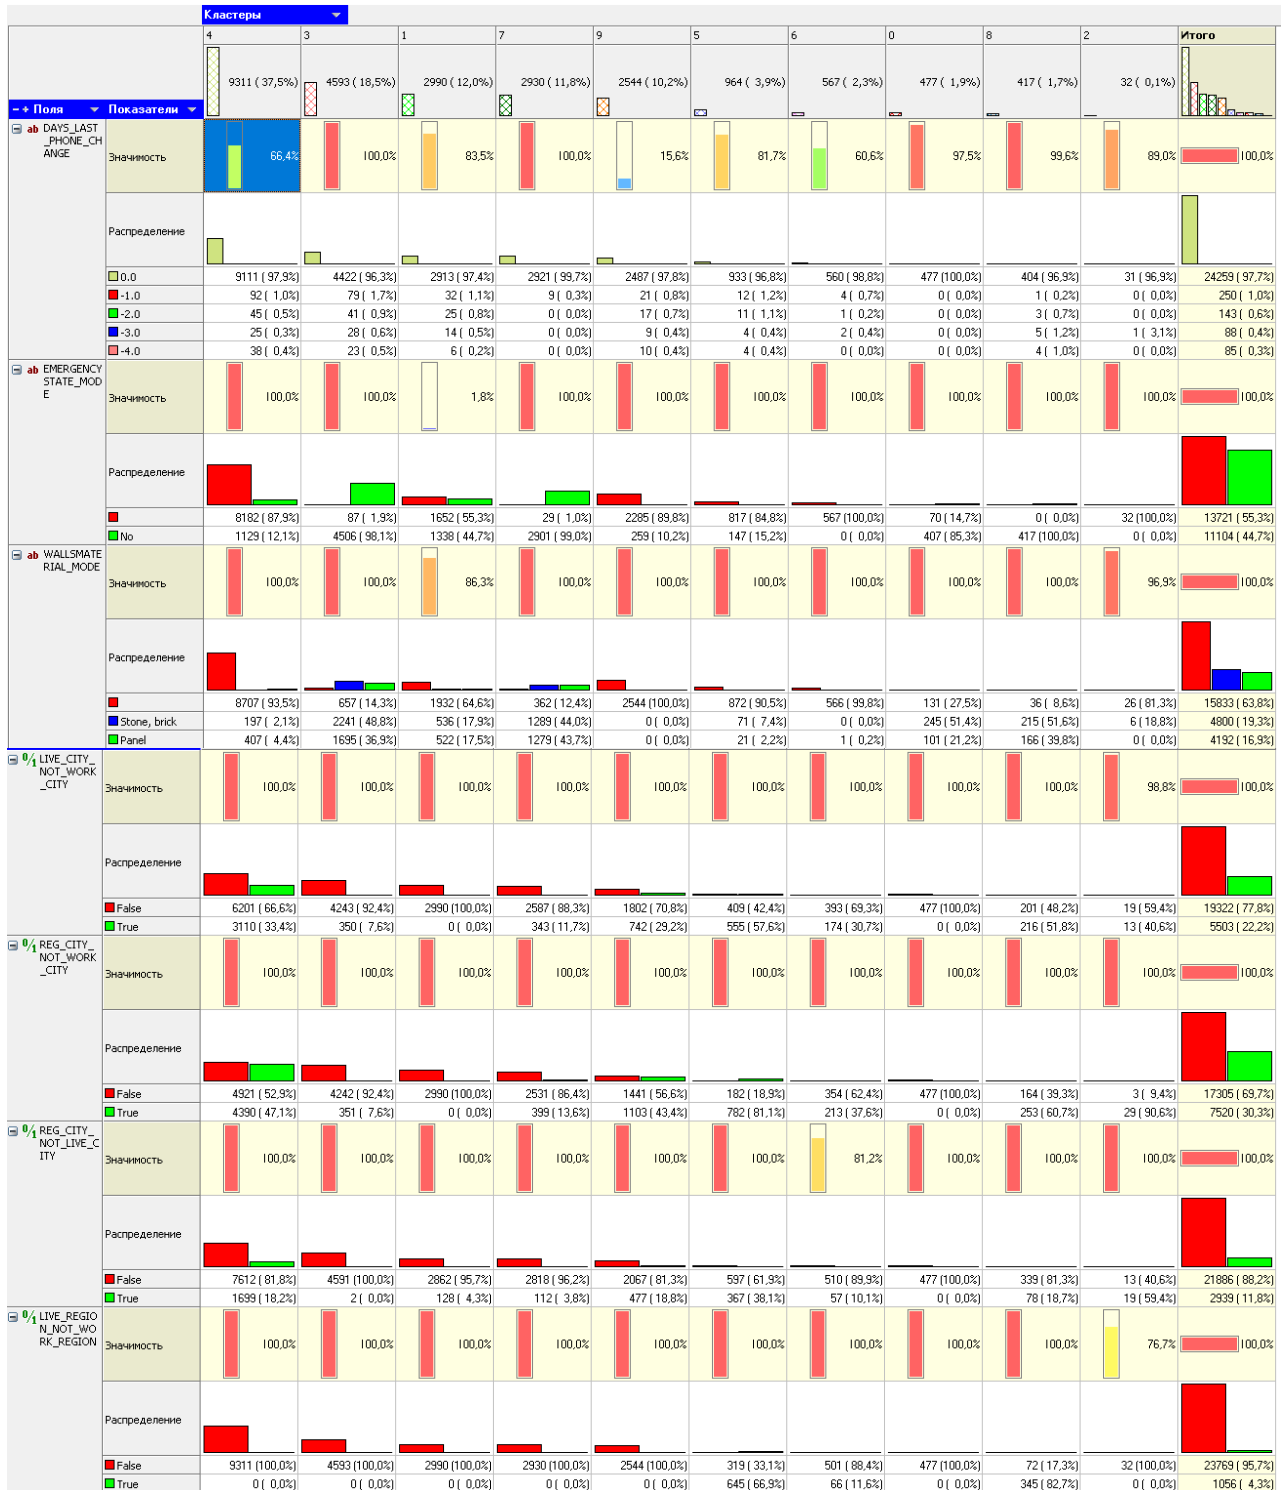 Кластеры
4 3 1 7 9 5 6 0 8 2 Итого
9311 ( 37,5%) 4593 ( 18,5%) 2990 ( 12,0%) 2930 ( 11,8%) 2544 ( 10,2%) 964 ( 3,9%) 567 ( 2,3%) 477 ( 1,9%) 417 ( 1,7%) 32 ( 0,1%)
- + Поля Показатели
ab DAYS_LAST
_PHONE_CH
ANGE
Значимость 66,4% 100,0% 83,5% 100,0% 15,6% 81,7% 60,6% 97,5% 99,6% 89,0% 100,0%
Распределение
0.0 9111 ( 97,9%) 4422 ( 96,3%) 2913 ( 97,4%) 2921 ( 99,7%) 2487 ( 97,8%) 933 ( 96,8%) 560 ( 98,8%) 477 (100,0%) 404 ( 96,9%) 31 ( 96,9%) 24259 ( 97,7%)
-1.0 92 ( 1,0%) 79 ( 1,7%) 32 ( 1,1%) 9 ( 0,3%) 21 ( 0,8%) 12 ( 1,2%) 4 ( 0,7%) 0 ( 0,0%) 1 ( 0,2%) 0 ( 0,0%) 250 ( 1,0%)
-2.0 45 ( 0,5%) 41 ( 0,9%) 25 ( 0,8%) 0 ( 0,0%) 17 ( 0,7%) 11 ( 1,1%) 1 ( 0,2%) 0 ( 0,0%) 3 ( 0,7%) 0 ( 0,0%) 143 ( 0,6%)
-3.0 25 ( 0,3%) 28 ( 0,6%) 14 ( 0,5%) 0 ( 0,0%) 9 ( 0,4%) 4 ( 0,4%) 2 ( 0,4%) 0 ( 0,0%) 5 ( 1,2%) 1 ( 3,1%) 88 ( 0,4%)
-4.0 38 ( 0,4%) 23 ( 0,5%) 6 ( 0,2%) 0 ( 0,0%) 10 ( 0,4%) 4 ( 0,4%) 0 ( 0,0%) 0 ( 0,0%) 4 ( 1,0%) 0 ( 0,0%) 85 ( 0,3%)
ab EMERGENCY
STATE_MOD
E
Значимость 100,0% 100,0% 1,8% 100,0% 100,0% 100,0% 100,0% 100,0% 100,0% 100,0% 100,0%
Распределение
8182 ( 87,9%) 87 ( 1,9%) 1652 ( 55,3%) 29 ( 1,0%) 2285 ( 89,8%) 817 ( 84,8%) 567 (100,0%) 70 ( 14,7%) 0 ( 0,0%) 32 (100,0%) 13721 ( 55,3%)
No 1129 ( 12,1%) 4506 ( 98,1%) 1338 ( 44,7%) 2901 ( 99,0%) 259 ( 10,2%) 147 ( 15,2%) 0 ( 0,0%) 407 ( 85,3%) 417 (100,0%) 0 ( 0,0%) 11104 ( 44,7%)
ab WALLSMATE
RIAL_MODE
Значимость 100,0% 100,0% 86,3% 100,0% 100,0% 100,0% 100,0% 100,0% 100,0% 96,9% 100,0%
Распределение
8707 ( 93,5%) 657 ( 14,3%) 1932 ( 64,6%) 362 ( 12,4%) 2544 (100,0%) 872 ( 90,5%) 566 ( 99,8%) 131 ( 27,5%) 36 ( 8,6%) 26 ( 81,3%) 15833 ( 63,8%)
Stone, brick 197 ( 2,1%) 2241 ( 48,8%) 536 ( 17,9%) 1289 ( 44,0%) 0 ( 0,0%) 71 ( 7,4%) 0 ( 0,0%) 245 ( 51,4%) 215 ( 51,6%) 6 ( 18,8%) 4800 ( 19,3%)
Panel 407 ( 4,4%) 1695 ( 36,9%) 522 ( 17,5%) 1279 ( 43,7%) 0 ( 0,0%) 21 ( 2,2%) 1 ( 0,2%) 101 ( 21,2%) 166 ( 39,8%) 0 ( 0,0%) 4192 ( 16,9%)
0/1 LIVE_CITY_
NOT_WORK
_CITY
Значимость 100,0% 100,0% 100,0% 100,0% 100,0% 100,0% 100,0% 100,0% 100,0% 98,8% 100,0%
Распределение
False 6201 ( 66,6%) 4243 ( 92,4%) 2990 (100,0%) 2587 ( 88,3%) 1802 ( 70,8%) 409 ( 42,4%) 393 ( 69,3%) 477 (100,0%) 201 ( 48,2%) 19 ( 59,4%) 19322 ( 77,8%)
True 3110 ( 33,4%) 350 ( 7,6%) 0 ( 0,0%) 343 ( 11,7%) 742 ( 29,2%) 555 ( 57,6%) 174 ( 30,7%) 0 ( 0,0%) 216 ( 51,8%) 13 ( 40,6%) 5503 ( 22,2%)
0/1 REG_CITY_
NOT_WORK
_CITY
Значимость 100,0% 100,0% 100,0% 100,0% 100,0% 100,0% 100,0% 100,0% 100,0% 100,0% 100,0%
Распределение
False 4921 ( 52,9%) 4242 ( 92,4%) 2990 (100,0%) 2531 ( 86,4%) 1441 ( 56,6%) 182 ( 18,9%) 354 ( 62,4%) 477 (100,0%) 164 ( 39,3%) 3 ( 9,4%) 17305 ( 69,7%)
True 4390 ( 47,1%) 351 ( 7,6%) 0 ( 0,0%) 399 ( 13,6%) 1103 ( 43,4%) 782 ( 81,1%) 213 ( 37,6%) 0 ( 0,0%) 253 ( 60,7%) 29 ( 90,6%) 7520 ( 30,3%)
0/1 REG_CITY_
NOT_LIVE_C
ITY
Значимость 100,0% 100,0% 100,0% 100,0% 100,0% 100,0% 81,2% 100,0% 100,0% 100,0% 100,0%
Распределение
False 7612 ( 81,8%) 4591 (100,0%) 2862 ( 95,7%) 2818 ( 96,2%) 2067 ( 81,3%) 597 ( 61,9%) 510 ( 89,9%) 477 (100,0%) 339 ( 81,3%) 13 ( 40,6%) 21886 ( 88,2%)
True 1699 ( 18,2%) 2 ( 0,0%) 128 ( 4,3%) 112 ( 3,8%) 477 ( 18,8%) 367 ( 38,1%) 57 ( 10,1%) 0 ( 0,0%) 78 ( 18,7%) 19 ( 59,4%) 2939 ( 11,8%)
0/1 LIVE_REGIO
N_NOT_WO
RK_REGION
Значимость 100,0% 100,0% 100,0% 100,0% 100,0% 100,0% 100,0% 100,0% 100,0% 76,7% 100,0%
Распределение
False 9311 (100,0%) 4593 (100,0%) 2990 (100,0%) 2930 (100,0%) 2544 (100,0%) 319 ( 33,1%) 501 ( 88,4%) 477 (100,0%) 72 ( 17,3%) 32 (100,0%) 23769 ( 95,7%)
True 0 ( 0,0%) 0 ( 0,0%) 0 ( 0,0%) 0 ( 0,0%) 0 ( 0,0%) 645 ( 66,9%) 66 ( 11,6%) 0 ( 0,0%) 345 ( 82,7%) 0 ( 0,0%) 1056 ( 4,3%)